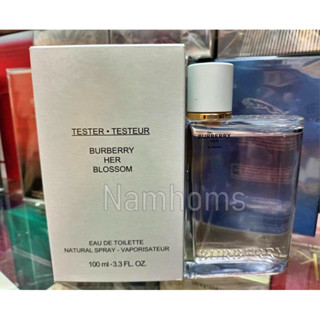 TESTER • TESTEUR
BURBERRY
HER
BLOSSOM
Namhoms
EAU DE TOILETTE
NATURAL SPRAY - VAPORISATEUR
100 ml - 3.3 FL. OZ.
BURBERRY